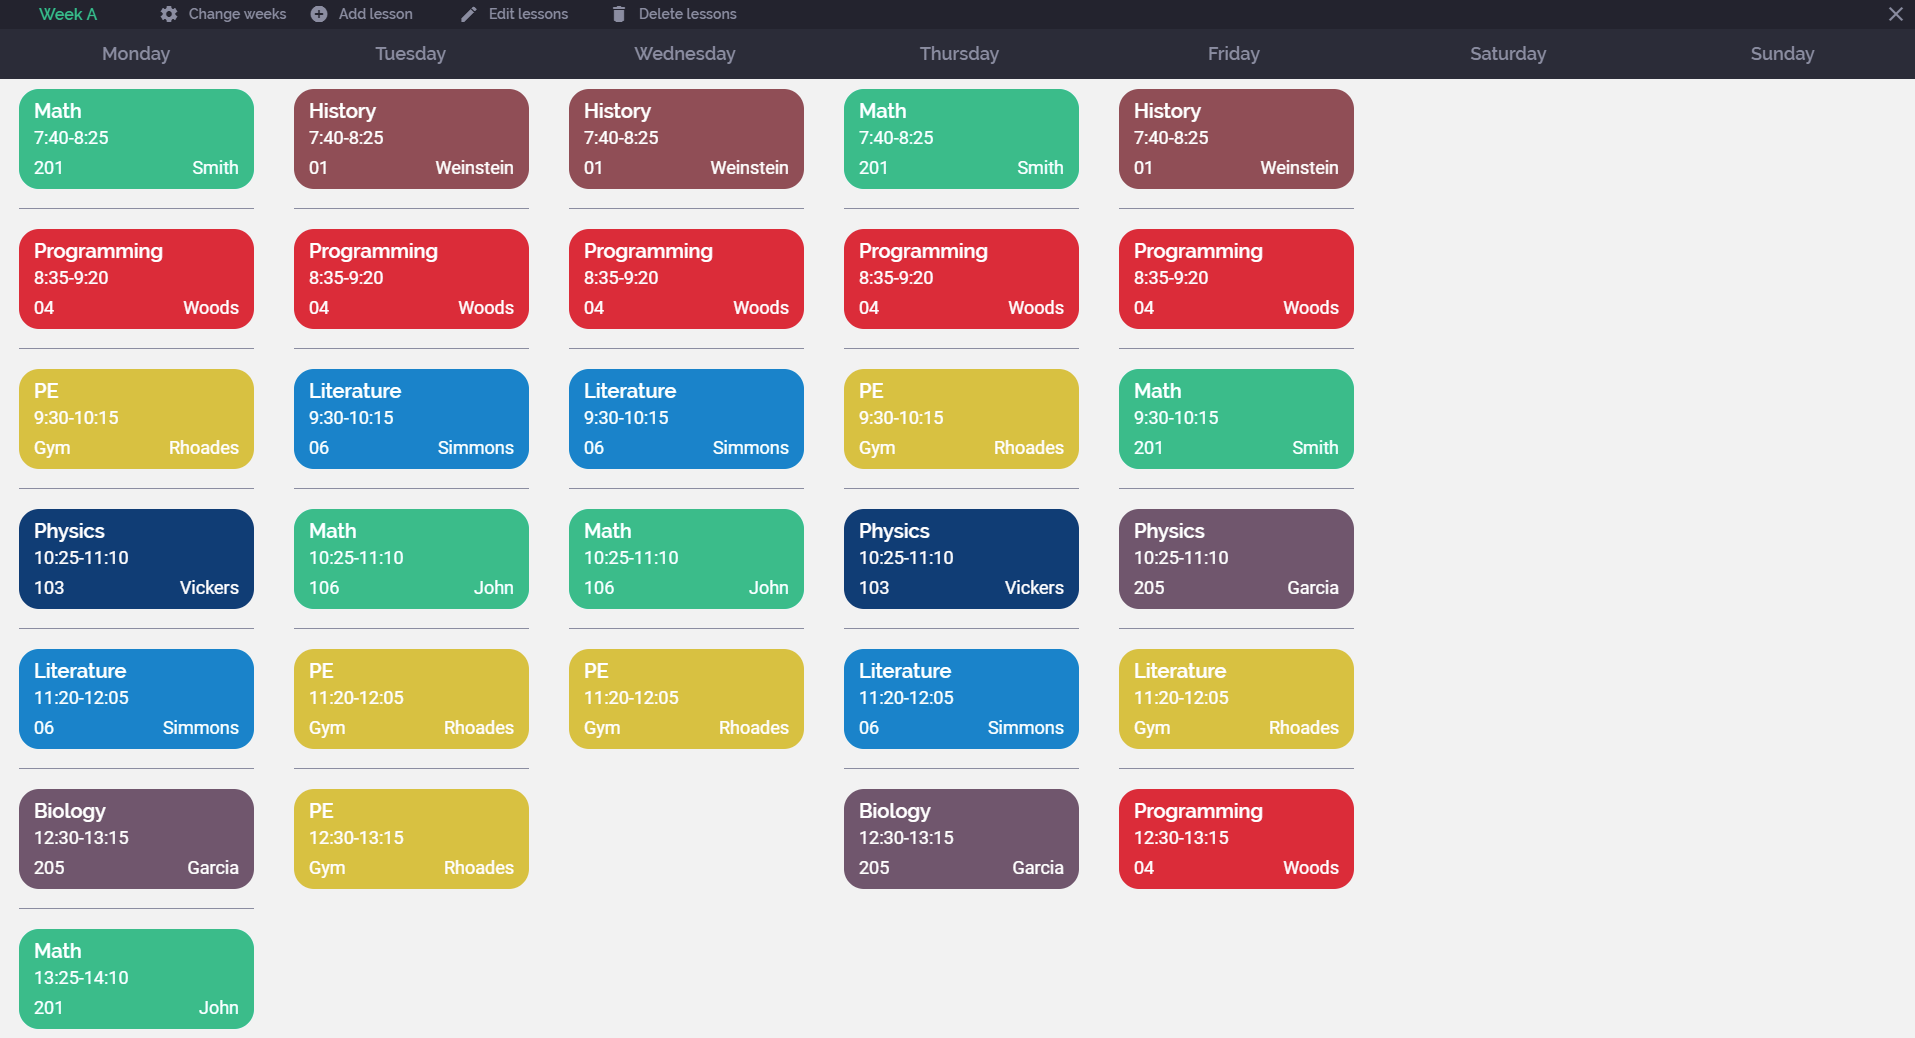 Week A
Change weeks
Add lesson
Edit lessons
Delete lessons
Monday
Tuesday
Wednesday
Thursday
Friday
Saturday
Sunday
Math
7:40-8:25
201 Smith
Programming
8:35-9:20
04 Woods
PE
9:30-10:15
Gym Rhoades
Physics
10:25-11:10
103 Vickers
Literature
11:20-12:05
06 Simmons
Biology
12:30-13:15
205 Garcia
Math
13:25-14:10
201 John
History
7:40-8:25
01 Weinstein
Programming
8:35-9:20
04 Woods
Literature
9:30-10:15
06 Simmons
Math
10:25-11:10
106 John
PE
11:20-12:05
Gym Rhoades
PE
12:30-13:15
Gym Rhoades
History
7:40-8:25
01 Weinstein
Programming
8:35-9:20
04 Woods
Literature
9:30-10:15
06 Simmons
Math
10:25-11:10
106 John
PE
11:20-12:05
Gym Rhoades
Math
7:40-8:25
201 Smith
Programming
8:35-9:20
04 Woods
PE
9:30-10:15
Gym Rhoades
Physics
10:25-11:10
103 Vickers
Literature
11:20-12:05
06 Simmons
Biology
12:30-13:15
205 Garcia
History
7:40-8:25
01 Weinstein
Programming
8:35-9:20
04 Woods
Math
9:30-10:15
201 Smith
Physics
10:25-11:10
205 Garcia
Literature
11:20-12:05
Gym Rhoades
Programming
12:30-13:15
04 Woods